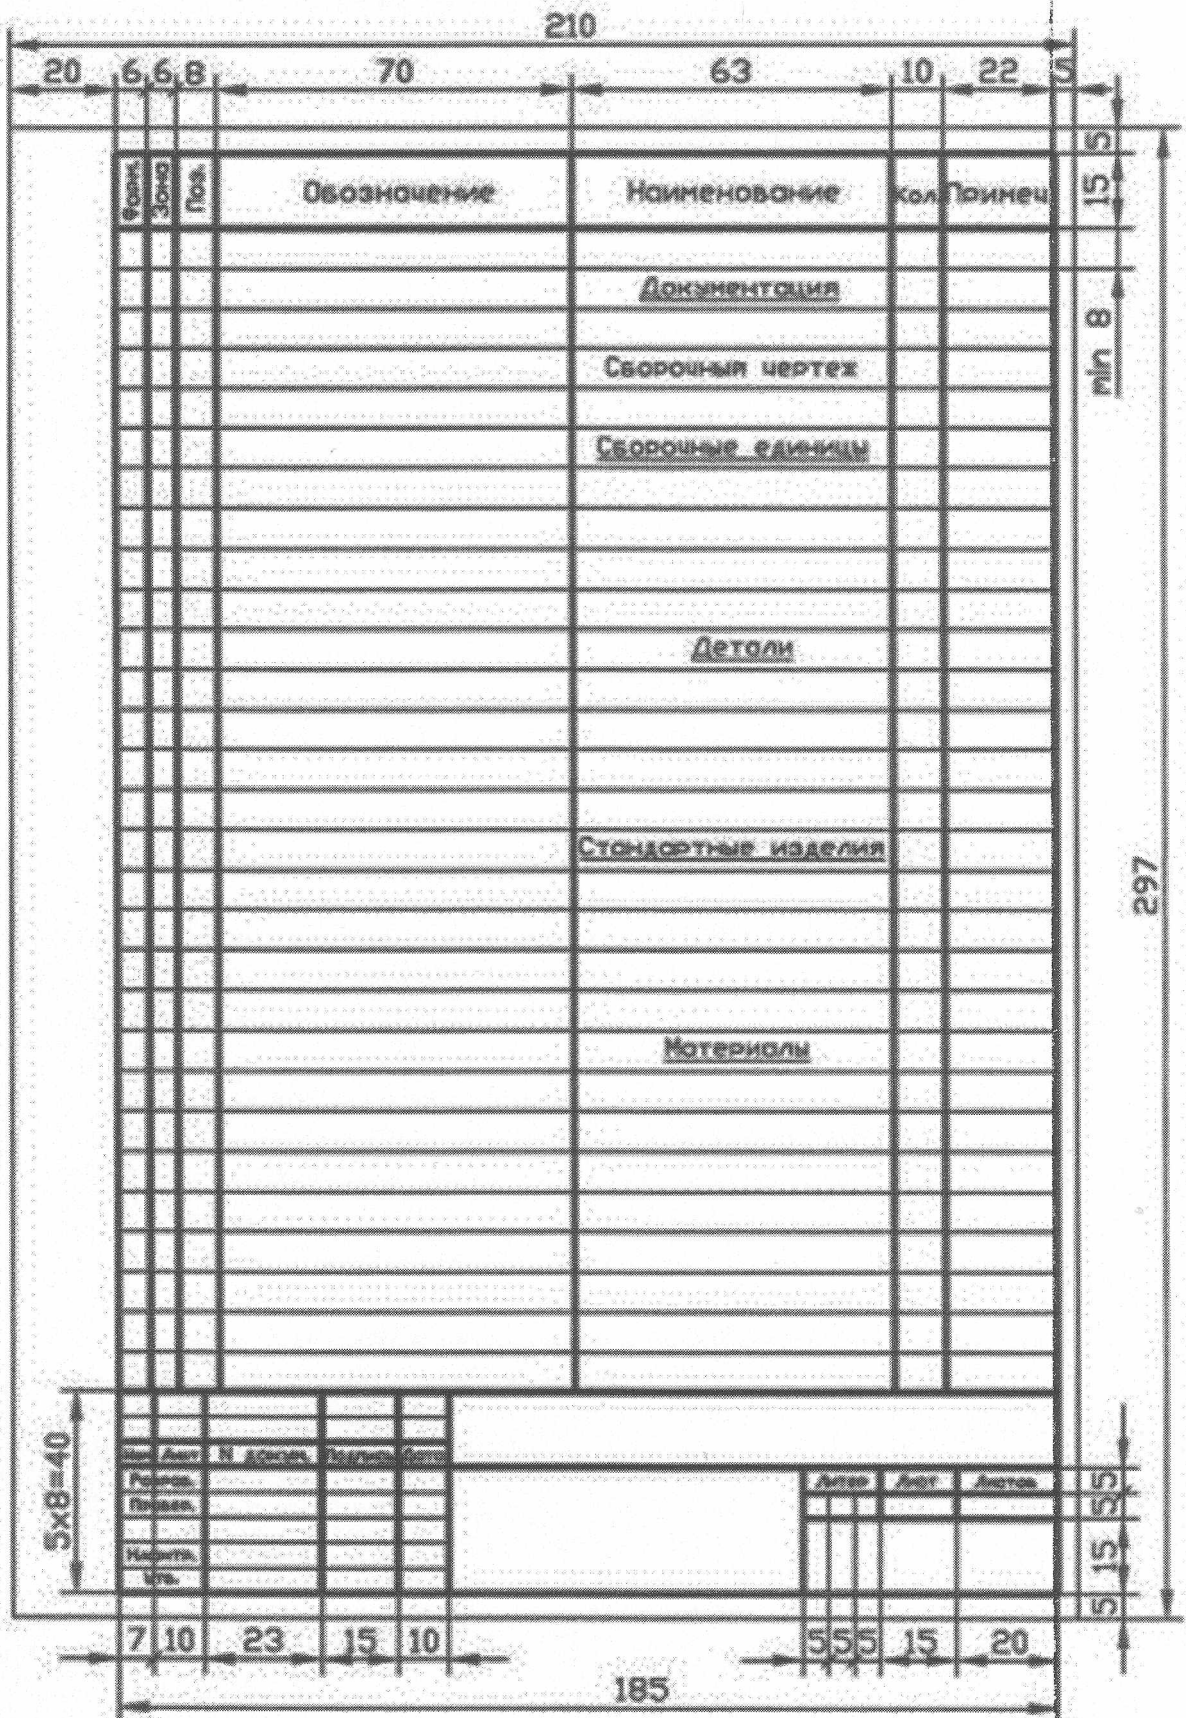 210
20 6 6 8 70 63 10 22 5
5
Форм. Зона Поз. Обозначение Наименование Кол. Примеч 15
Документация
min 8
Сборочный чертеж
Сборочные единицы
Детали
Стандартные изделия
297
Материалы
5x8=40
Изм Лист N докум. Подпись Дата
Разраб. Литер Лист Листов 5
Провер. 5
Н.контр. 15
Утв.
5
7 10 23 15 10 5 5 5 15 20
185